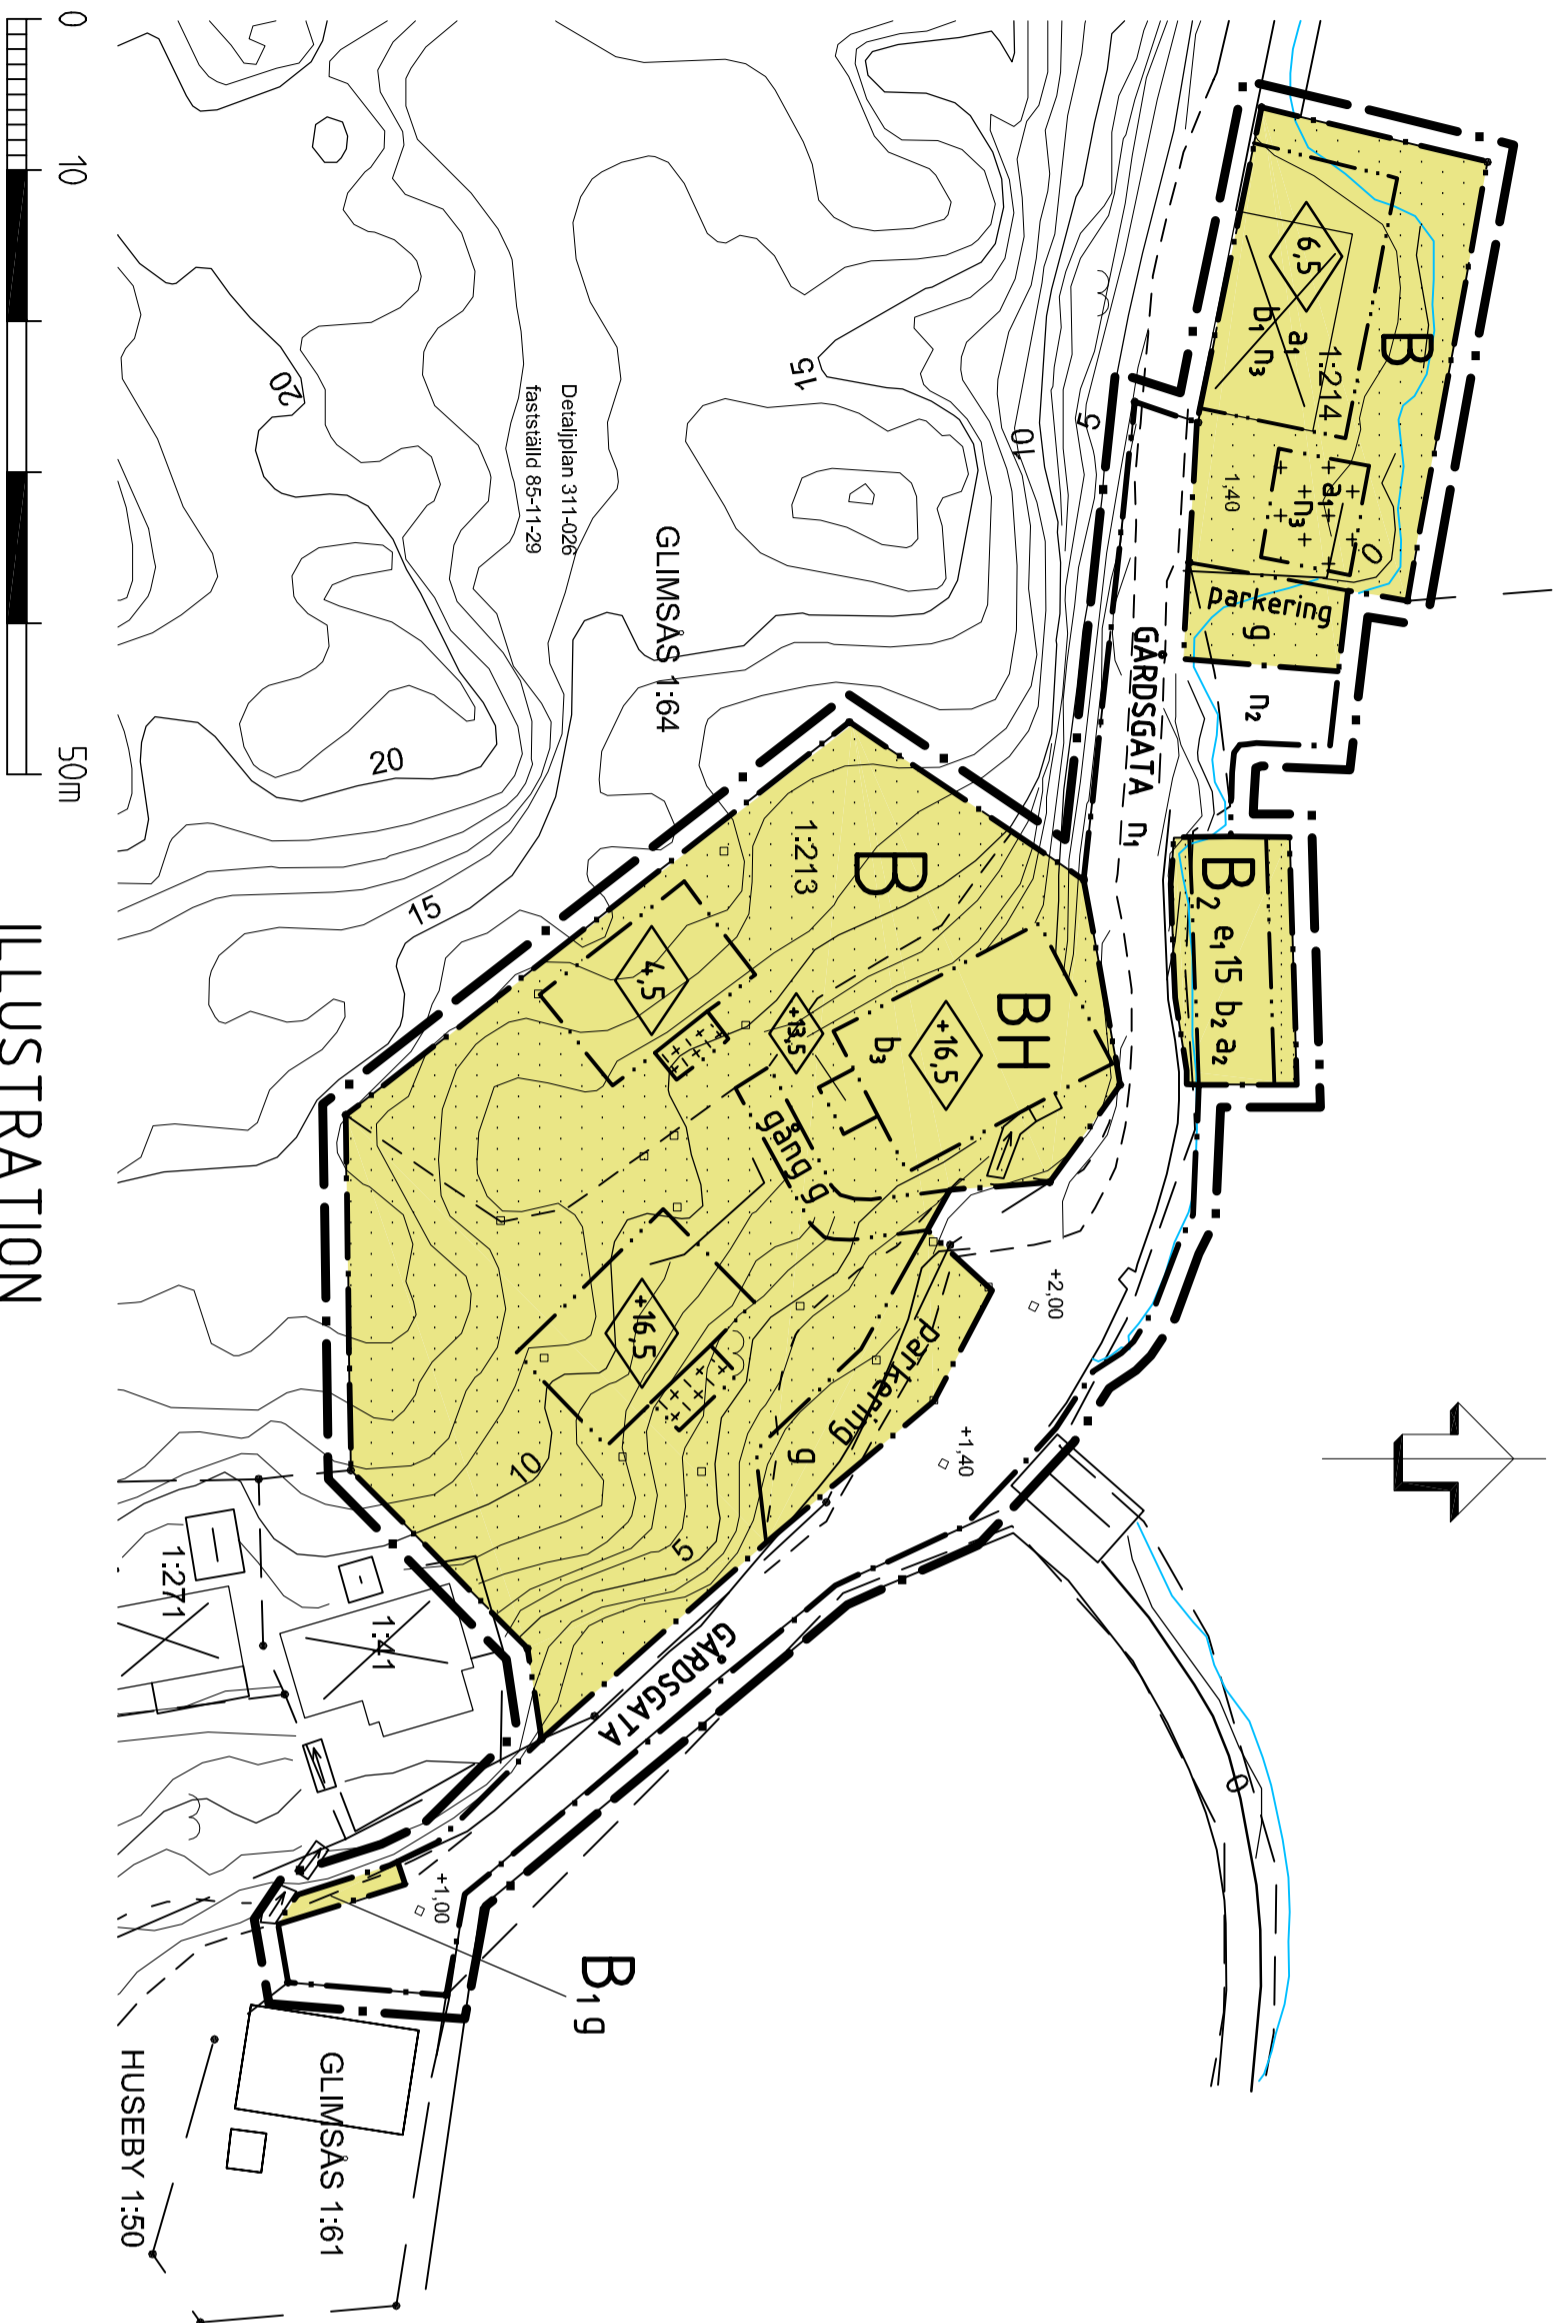 B
6,5
1:214
a1
b1 n3
a1
n3
0
1,40
parkering
g
n2
GÅRDSGATA n1
B2 e1 15 b2 a2
5
10
15
20
Detaljplan 311-026
fastställd 85-11-29
GLIMSÅS 1:64
20
15
B
1:213
BH
+16,5
b3
+13,5
4,5
gång g
+2,00
parkering
g
+1,40
+16,5
10
5
GÅRDSGATA
1:271
1:41
0
+1,00
B1 g
GLIMSÅS 1:61
HUSEBY 1:50
0 10 50m
ILLUSTRATION